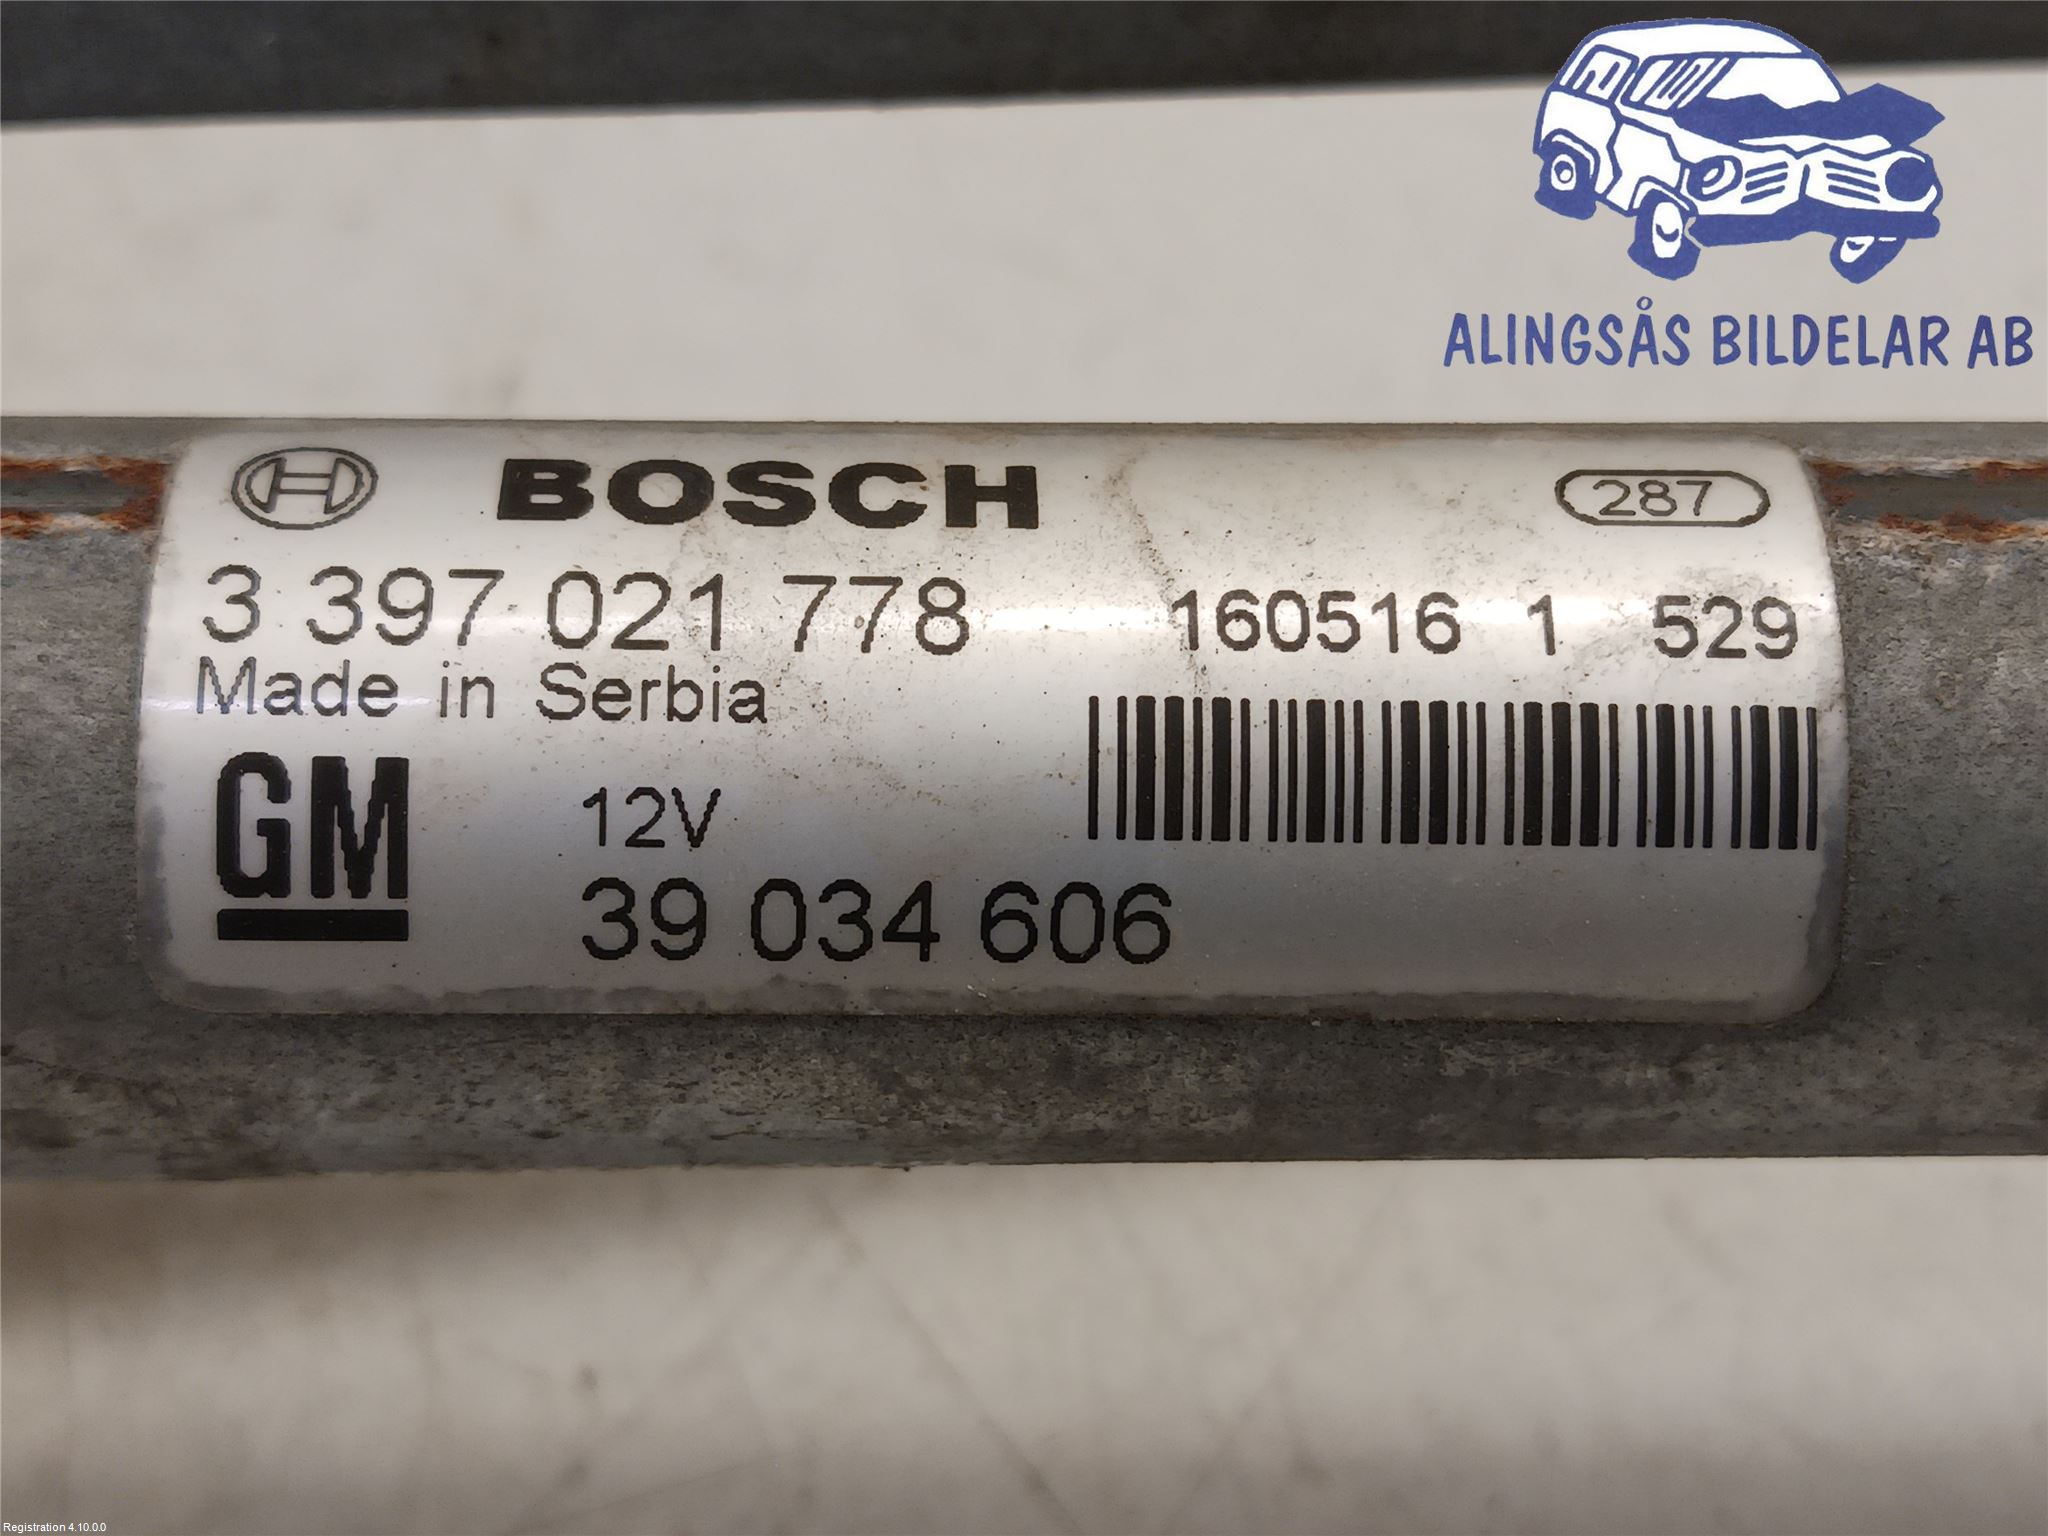 ALINGSÅS BILDELAR AB
BOSCH
287
3 397 021 778
160516 1 529
Made in Serbia
GM
12V
39 034 606
Registration 4.10.0.0